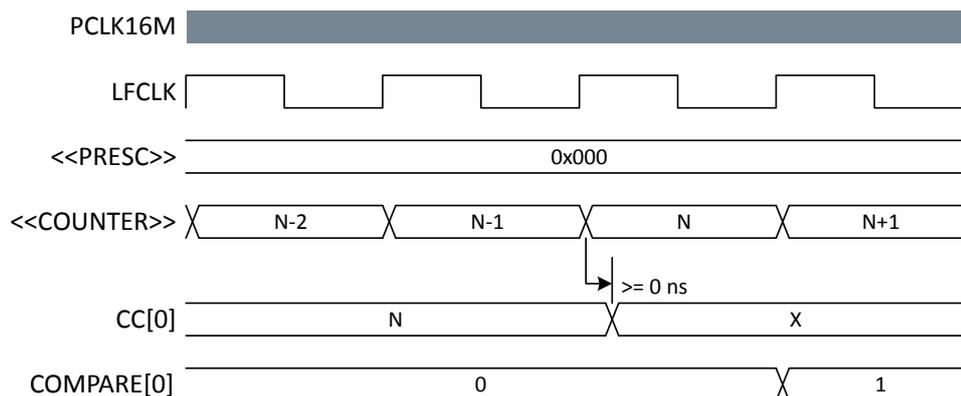 PCLK16M
LFCLK
<<PRESC>> 0x000
<<COUNTER>> N-2 N-1 N N+1
>= 0 ns
CC[0] N X
COMPARE[0] 0 1